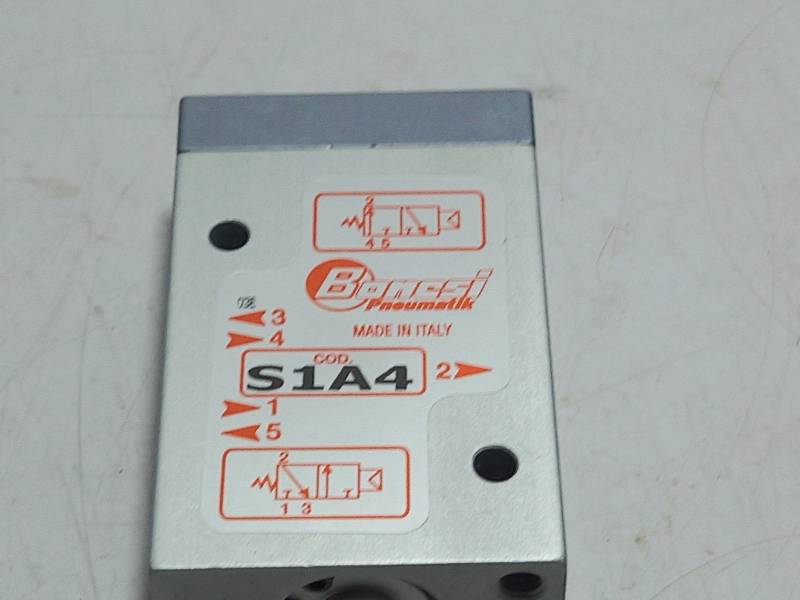 2
4 5
Bonesi
Pneumatik
MADE IN ITALY
3
4
COD.
S1A4
2
1
5
2
1 3